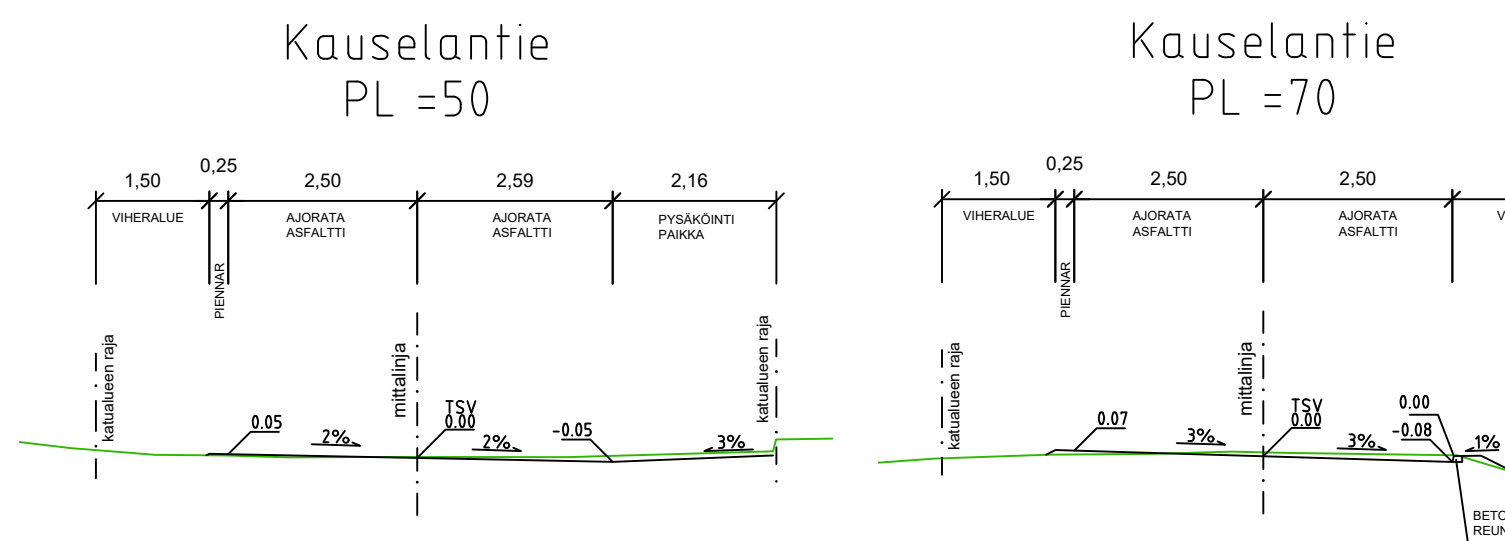 Kauselantie
PL =50
1,50
0,25
2,50
2,59
2,16
VIHERALUE
PIENNAR
AJORATA
ASFALTTI
AJORATA
ASFALTTI
PYSÄKÖINTI
PAIKKA
katualueen raja
mittalinja
katualueen raja
0.05
2%
TSV
0.00
2%
-0.05
3%
Kauselantie
PL =70
1,50
0,25
2,50
2,50
VIHERALUE
PIENNAR
AJORATA
ASFALTTI
AJORATA
ASFALTTI
V
katualueen raja
mittalinja
0.07
3%
TSV
0.00
3%
0.00
-0.08
1%
BETO
REUN